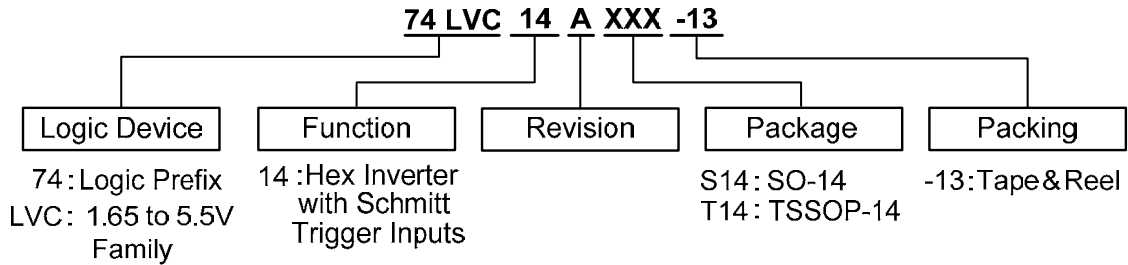 74 LVC 14 A XXX -13
Logic Device
Function
Revision
Package
Packing
74 : Logic Prefix
LVC : 1.65 to 5.5V
Family
14 : Hex Inverter
with Schmitt
Trigger Inputs
S14 : SO-14
T14 : TSSOP-14
-13 : Tape & Reel